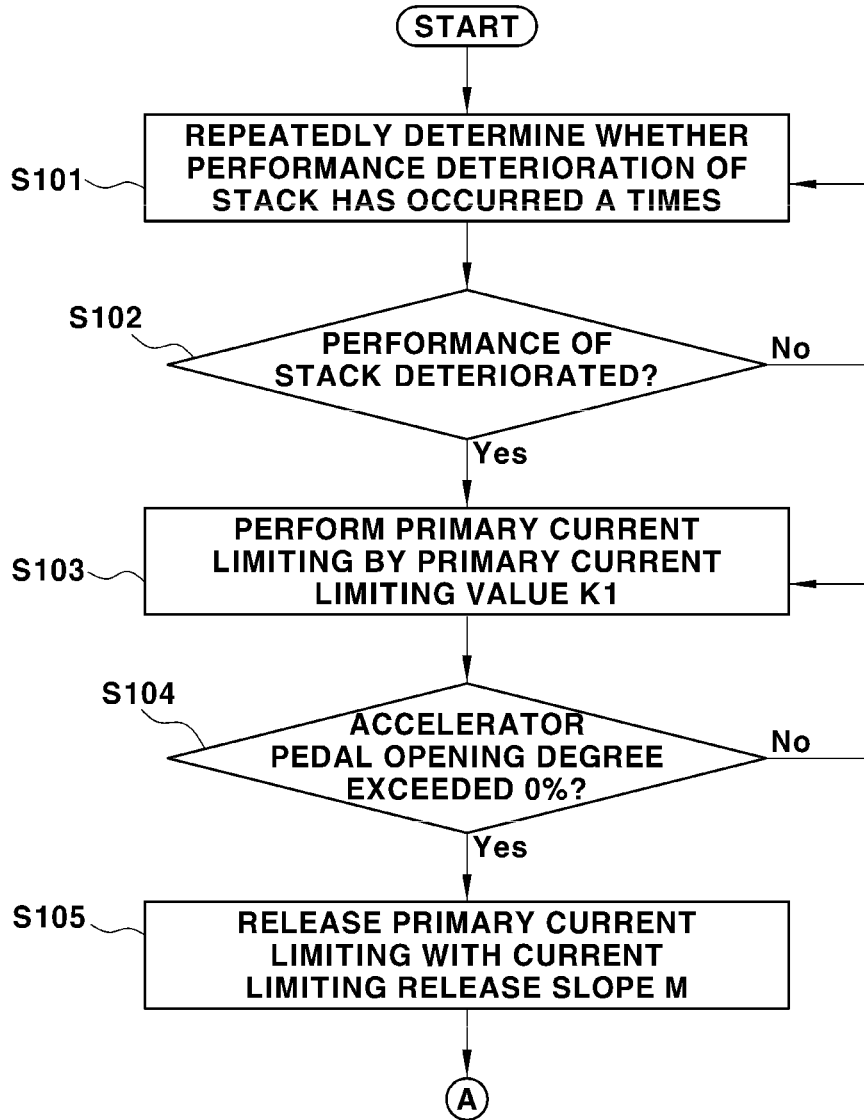 START
S101
REPEATEDLY DETERMINE WHETHER
PERFORMANCE DETERIORATION OF
STACK HAS OCCURRED A TIMES
S102
PERFORMANCE OF
STACK DETERIORATED?
No
Yes
S103
PERFORM PRIMARY CURRENT
LIMITING BY PRIMARY CURRENT
LIMITING VALUE K1
S104
ACCELERATOR
PEDAL OPENING DEGREE
EXCEEDED 0%?
No
Yes
S105
RELEASE PRIMARY CURRENT
LIMITING WITH CURRENT
LIMITING RELEASE SLOPE M
A